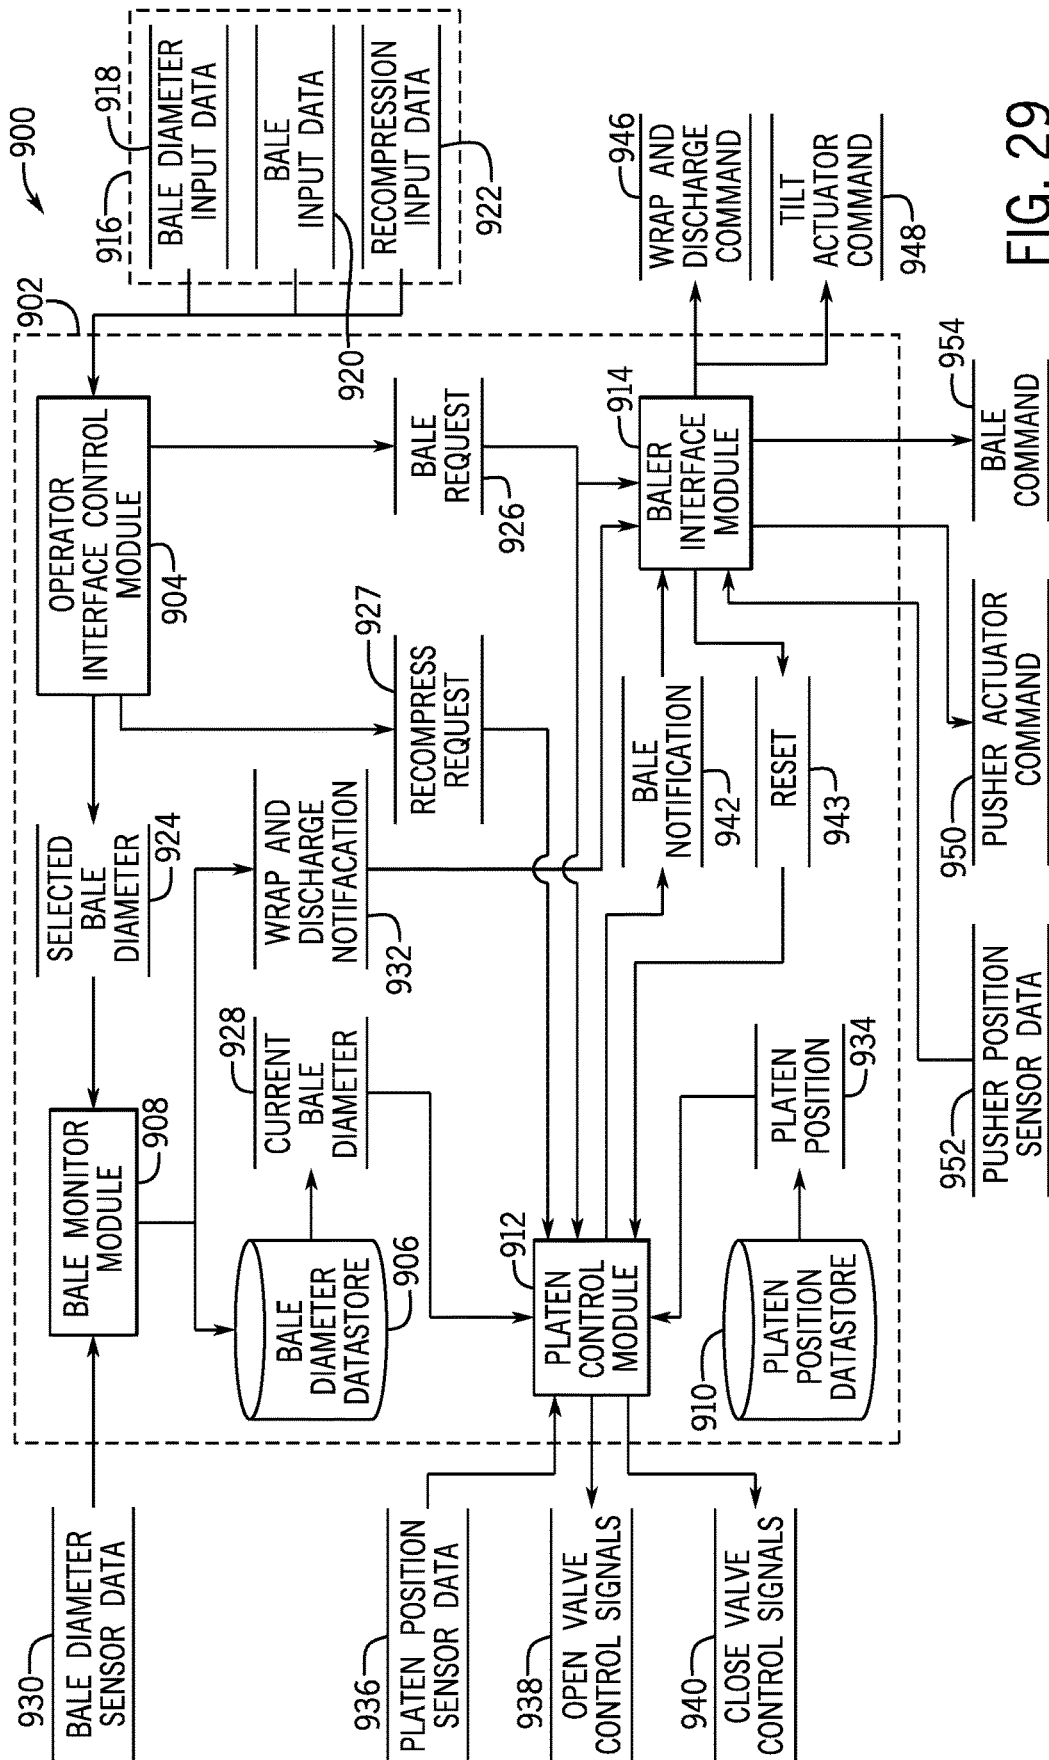 900
902
916
918
BALE DIAMETER
INPUT DATA
BALE
INPUT DATA
920
RECOMPRESSION
INPUT DATA
922
OPERATOR
INTERFACE CONTROL
MODULE
904
SELECTED
BALE
DIAMETER
924
BALE MONITOR
MODULE
908
930
BALE DIAMETER
SENSOR DATA
BALE
DIAMETER
DATASTORE
906
928
CURRENT
BALE
DIAMETER
WRAP AND
DISCHARGE
NOTIFACATION
932
927
RECOMPRESS
REQUEST
BALE
REQUEST
926
936
PLATEN POSITION
SENSOR DATA
938
OPEN VALVE
CONTROL SIGNALS
940
CLOSE VALVE
CONTROL SIGNALS
912
PLATEN
CONTROL
MODULE
910
PLATEN
POSITION
DATASTORE
PLATEN
POSITION
934
BALE
NOTIFICATION
942
RESET
943
914
BALER
INTERFACE
MODULE
946
WRAP AND
DISCHARGE
COMMAND
TILT
ACTUATOR
COMMAND
948
952
PUSHER POSITION
SENSOR DATA
950
PUSHER ACTUATOR
COMMAND
954
BALE
COMMAND
FIG. 29